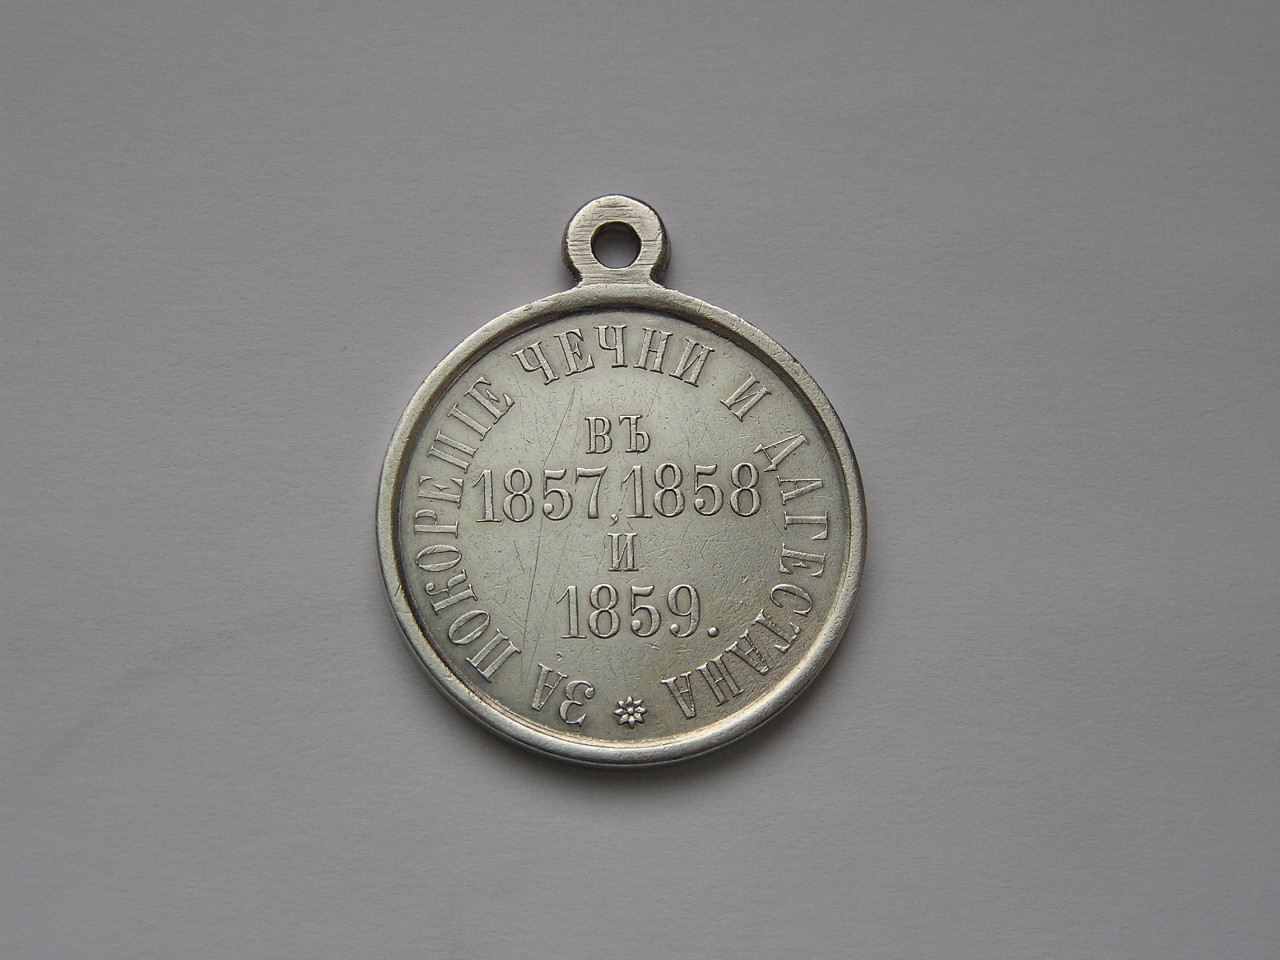 ЗА ПОКОРЕНІЕ ЧЕЧНИ И ДАГЕСТАНА
ВЪ
1857, 1858
И
1859.